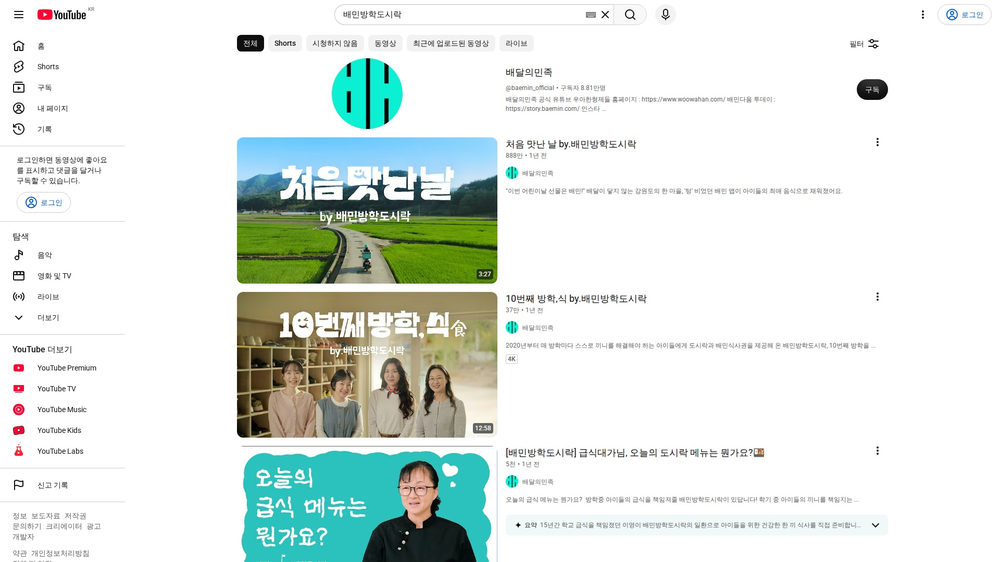 YouTube KR
배민방학도시락
로그인
홈
Shorts
구독
내 페이지
기록
로그인하면 동영상에 좋아요
를 표시하고 댓글을 달거나
구독할 수 있습니다.
로그인
탐색
음악
영화 및 TV
라이브
더보기
YouTube 더보기
YouTube Premium
YouTube TV
YouTube Music
YouTube Kids
YouTube Labs
신고 기록
정보 보도자료 저작권
문의하기 크리에이터 광고
개발자
약관 개인정보처리방침
전체
Shorts
시청하지 않음
동영상
최근에 업로드된 동영상
라이브
필터
배달의민족
@baemin_official • 구독자 8.81만명
배달의민족 공식 유튜브 우아한형제들 홈페이지 : https://www.woowahan.com/ 배민다움 투데이 :
https://story.baemin.com/ 인스타 ...
구독
처음 맛난 날
by.배민방학도시락
3:27
처음 맛난 날 by.배민방학도시락
888만 • 1년 전
배달의민족
"이번 어린이날 선물은 배민!" 배달이 닿지 않는 강원도의 한 마을, '텅' 비었던 배민 앱이 아이들의 최애 음식으로 채워졌어요.
10번째 방학,식食
by.배민방학도시락
12:58
10번째 방학,식 by.배민방학도시락
37만 • 1년 전
배달의민족
2020년부터 매 방학마다 스스로 끼니를 해결해야 하는 아이들에게 도시락과 배민식사권을 제공해 온 배민방학도시락, 10번째 방학을 ...
4K
오늘의
급식 메뉴는
뭔가요?
[배민방학도시락] 급식대가님, 오늘의 도시락 메뉴는 뭔가요?🍱
5천 • 1년 전
배달의민족
오늘의 급식 메뉴는 뭔가요? 방학중 아이들의 급식을 책임져줄 배민방학도시락이 있답니다! 학기 중 아이들의 끼니를 책임지는 ...
요약 15년간 학교 급식을 책임졌던 이영이 배민방학도시락의 일환으로 아이들을 위한 건강한 한 끼 식사를 직접 준비합니...